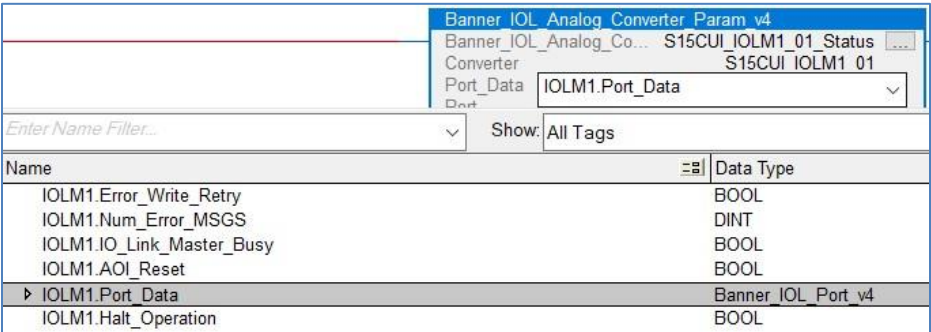 Banner_IOL_Analog_Converter_Param_v4
Banner_IOL_Analog_Co... S15CUI_IOLM1_01_Status ...
Converter S15CUI_IOLM1_01
Port_Data IOLM1.Port_Data
Port
Enter Name Filter... Show: All Tags
Name Data Type
IOLM1.Error_Write_Retry BOOL
IOLM1.Num_Error_MSGS DINT
IOLM1.IO_Link_Master_Busy BOOL
IOLM1.AOI_Reset BOOL
IOLM1.Port_Data Banner_IOL_Port_v4
IOLM1.Halt_Operation BOOL